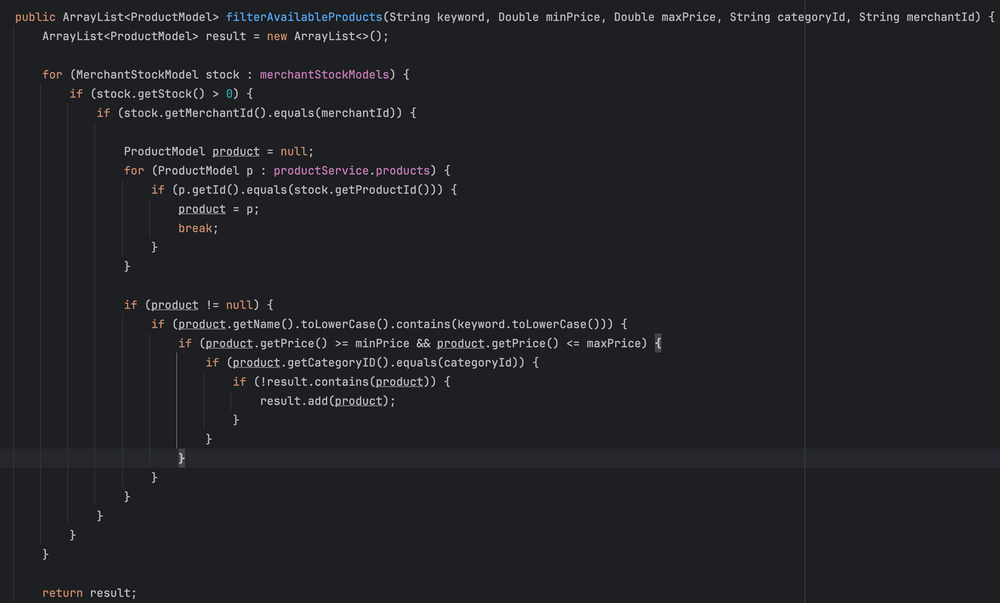 public ArrayList<ProductModel> filterAvailableProducts(String keyword, Double minPrice, Double maxPrice, String categoryId, String merchantId) {
ArrayList<ProductModel> result = new ArrayList<>();
for (MerchantStockModel stock : merchantStockModels) {
if (stock.getStock() > 0) {
if (stock.getMerchantId().equals(merchantId)) {
ProductModel product = null;
for (ProductModel p : productService.products) {
if (p.getId().equals(stock.getProductId())) {
product = p;
break;
}
}
if (product != null) {
if (product.getName().toLowerCase().contains(keyword.toLowerCase())) {
if (product.getPrice() >= minPrice && product.getPrice() <= maxPrice) {
if (product.getCategoryID().equals(categoryId)) {
if (!result.contains(product)) {
result.add(product);
}
}
}
}
}
}
}
}
return result;